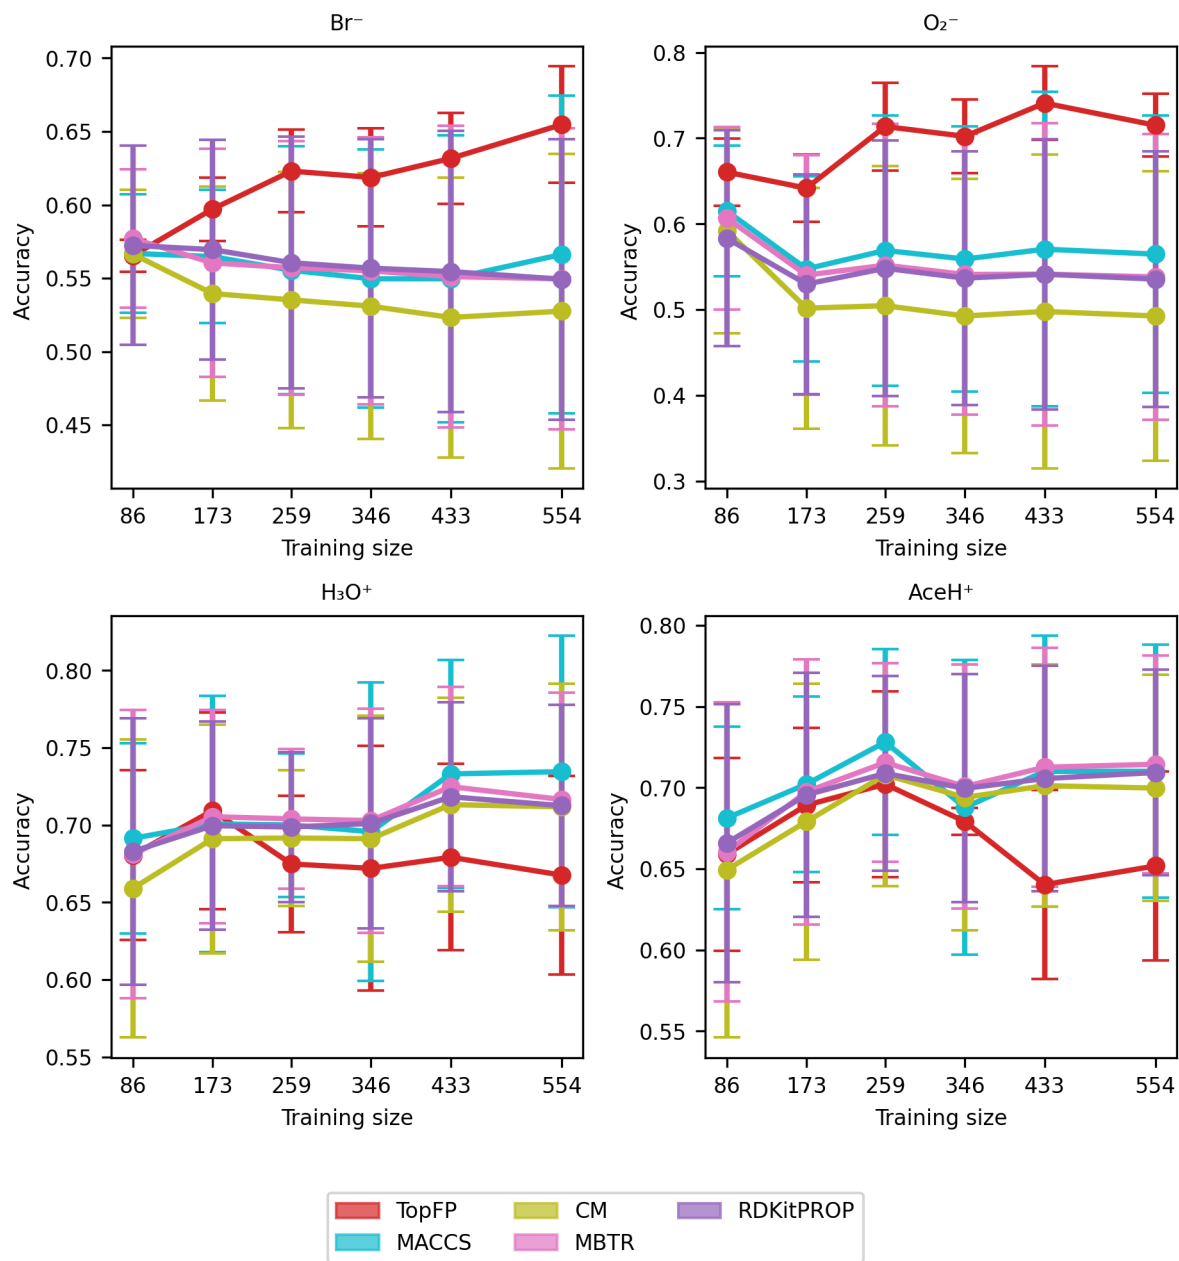 Br⁻
0.70
0.65
0.60
0.55
0.50
0.45
Accuracy
86 173 259 346 433 554
Training size
O₂⁻
0.8
0.7
0.6
0.5
0.4
0.3
Accuracy
86 173 259 346 433 554
Training size
H₃O⁺
0.80
0.75
0.70
0.65
0.60
0.55
Accuracy
86 173 259 346 433 554
Training size
AceH⁺
0.80
0.75
0.70
0.65
0.60
0.55
Accuracy
86 173 259 346 433 554
Training size
TopFP CM RDKitPROP
MACCS MBTR